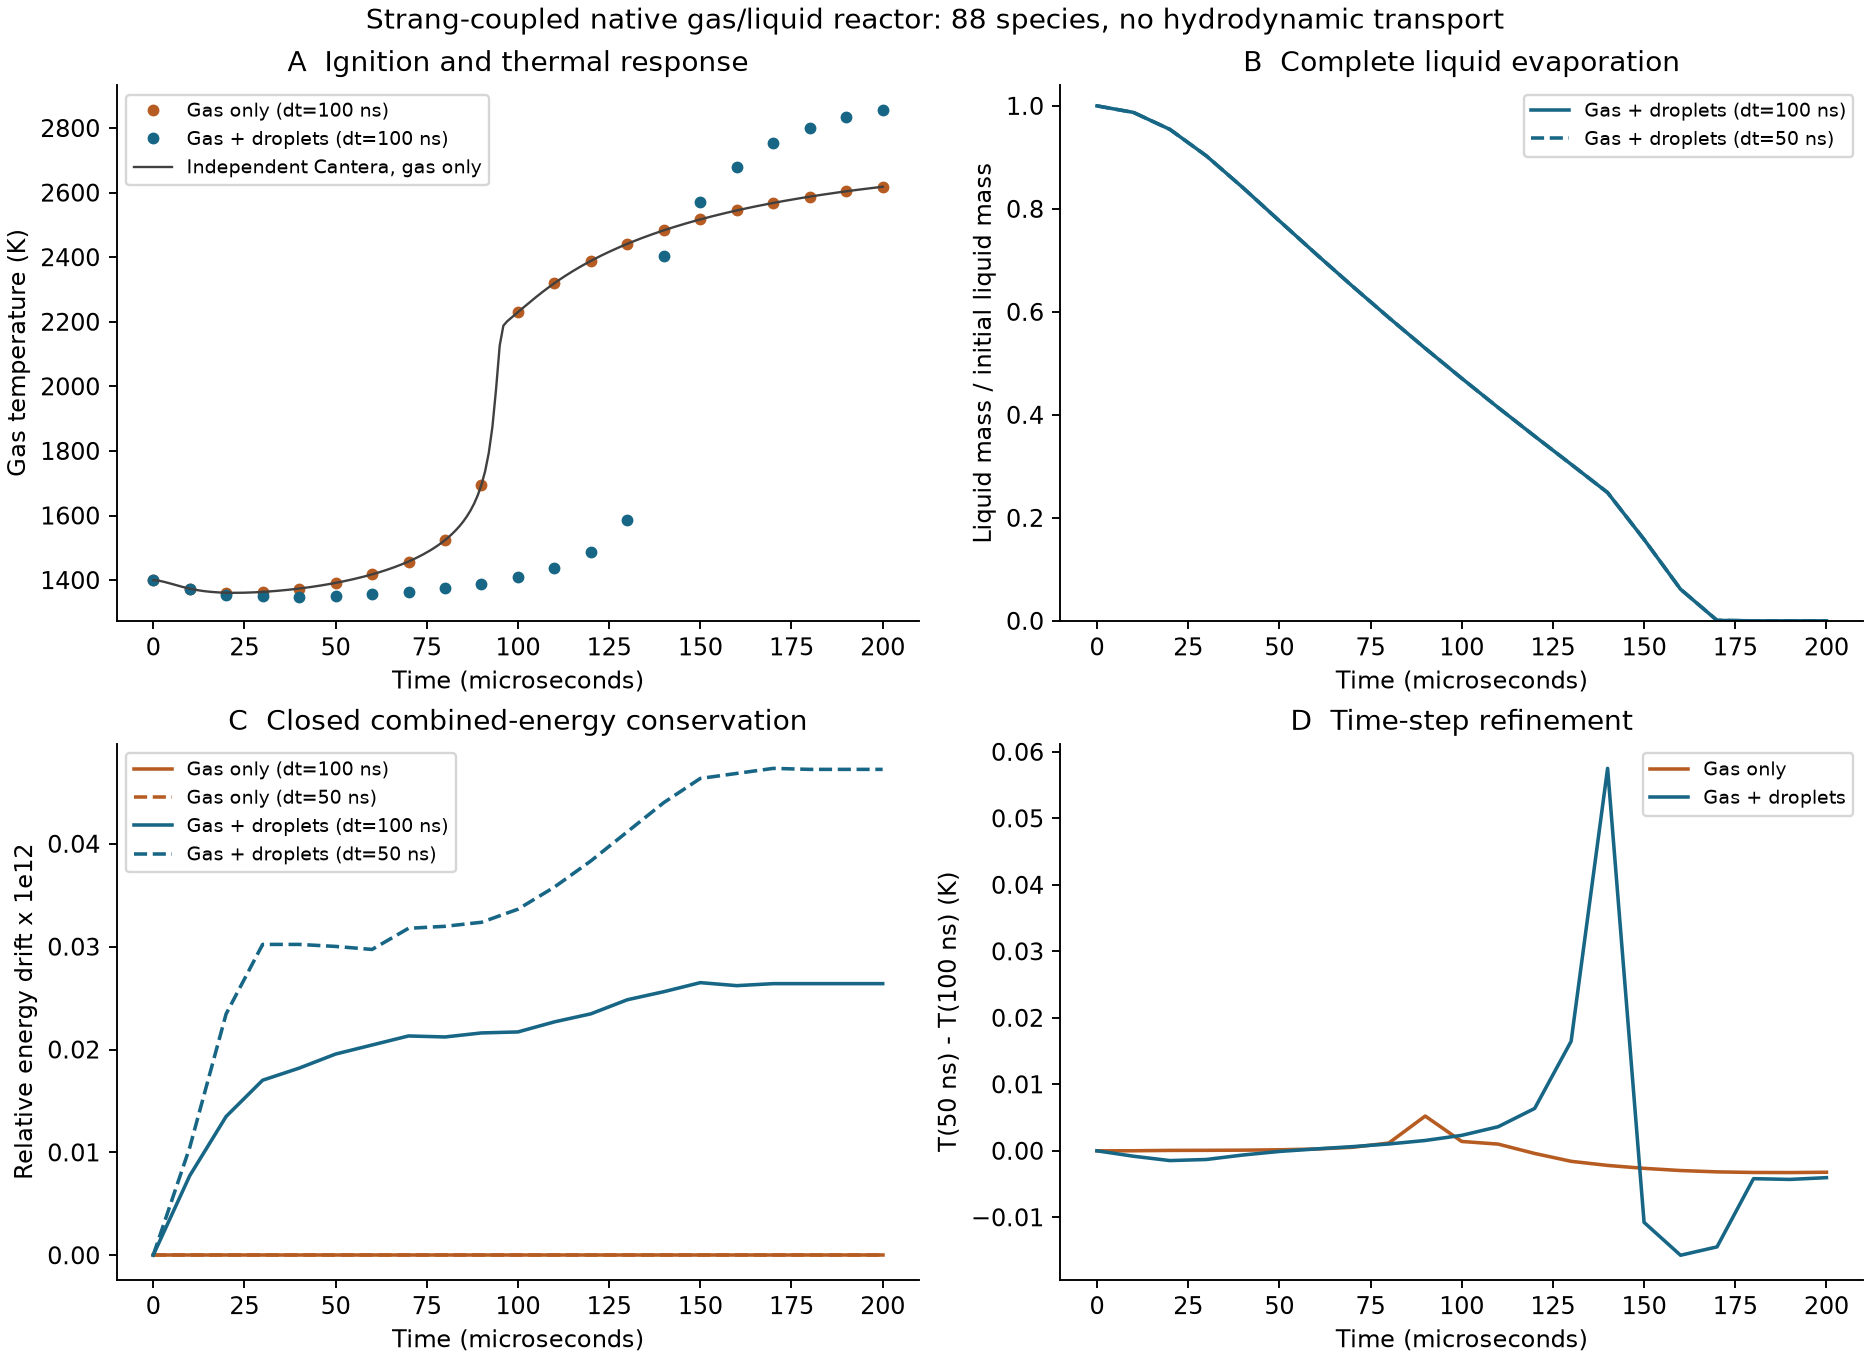 Strang-coupled native gas/liquid reactor: 88 species, no hydrodynamic transport
A Ignition and thermal response
Gas only (dt=100 ns)
Gas + droplets (dt=100 ns)
Independent Cantera, gas only
Gas temperature (K)
2800
2600
2400
2200
2000
1800
1600
1400
0 25 50 75 100 125 150 175 200
Time (microseconds)
B Complete liquid evaporation
Gas + droplets (dt=100 ns)
Gas + droplets (dt=50 ns)
Liquid mass / initial liquid mass
1.0
0.8
0.6
0.4
0.2
0.0
0 25 50 75 100 125 150 175 200
Time (microseconds)
C Closed combined-energy conservation
Gas only (dt=100 ns)
Gas only (dt=50 ns)
Gas + droplets (dt=100 ns)
Gas + droplets (dt=50 ns)
Relative energy drift x 1e12
0.04
0.03
0.02
0.01
0.00
0 25 50 75 100 125 150 175 200
Time (microseconds)
D Time-step refinement
Gas only
Gas + droplets
T(50 ns) - T(100 ns) (K)
0.06
0.05
0.04
0.03
0.02
0.01
0.00
−0.01
0 25 50 75 100 125 150 175 200
Time (microseconds)